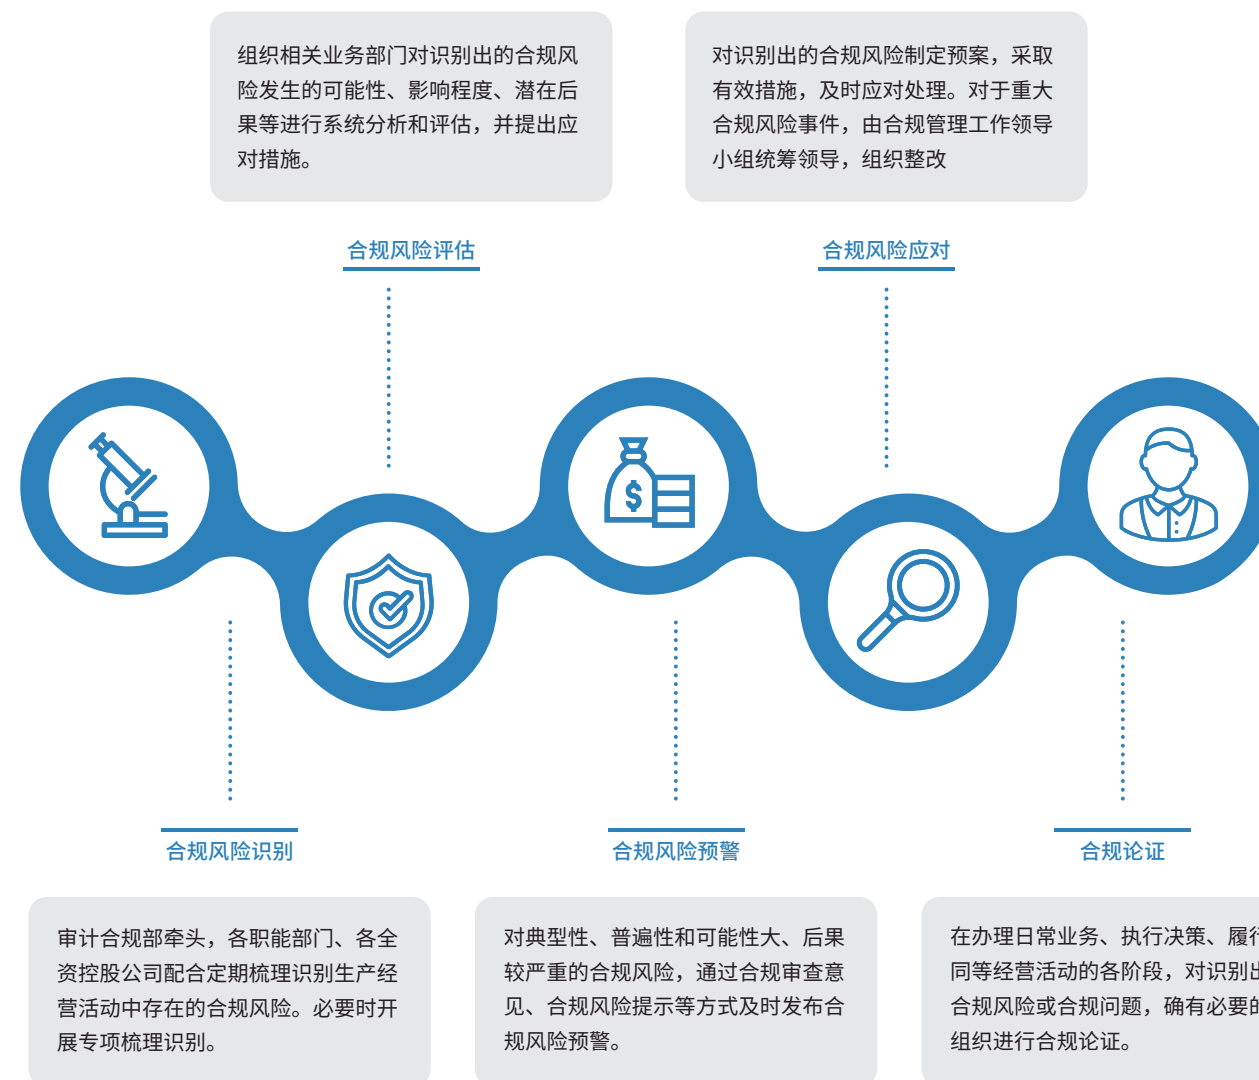 组织相关业务部门对识别出的合规风
险发生的可能性、影响程度、潜在后
果等进行系统分析和评估，并提出应
对措施。
对识别出的合规风险制定预案，采取
有效措施，及时应对处理。对于重大
合规风险事件，由合规管理工作领导
小组统筹领导，组织整改
合规风险评估
合规风险应对
$
合规风险识别
合规风险预警
合规论证
审计合规部牵头，各职能部门、各全
资控股公司配合定期梳理识别生产经
营活动中存在的合规风险。必要时开
展专项梳理识别。
对典型性、普遍性和可能性大、后果
较严重的合规风险，通过合规审查意
见、合规风险提示等方式及时发布合
规风险预警。
在办理日常业务、执行决策、履行
同等经营活动的各阶段，对识别出
合规风险或合规问题，确有必要的
组织进行合规论证。